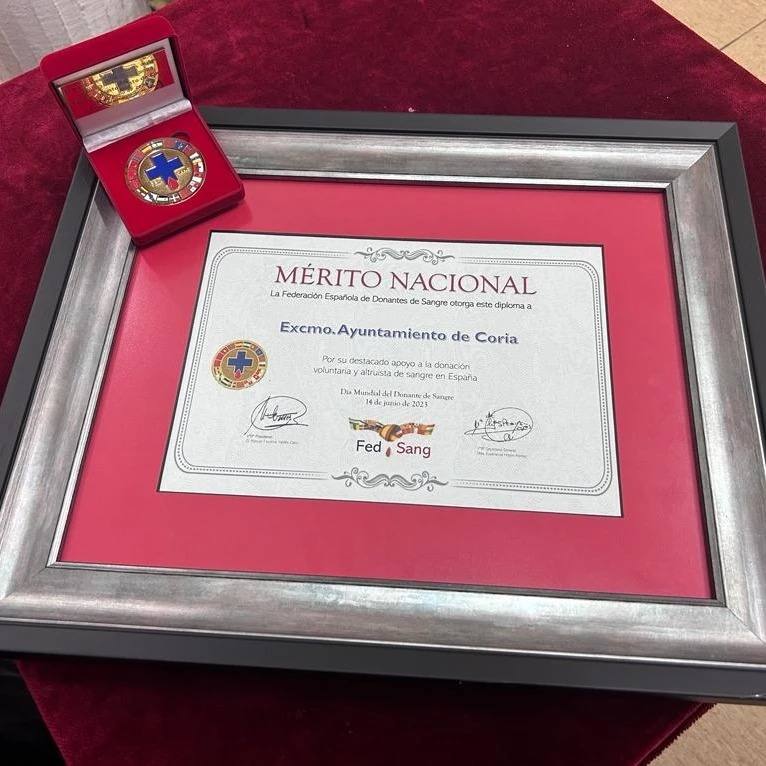 MÉRITO NACIONAL
La Federación Española de Donantes de Sangre otorga este diploma a
Excmo. Ayuntamiento de Coria
Por su destacado apoyo a la donación
voluntaria y altruista de sangre en España
Día Mundial del Donante de Sangre
14 de junio de 2023
Fed Sang